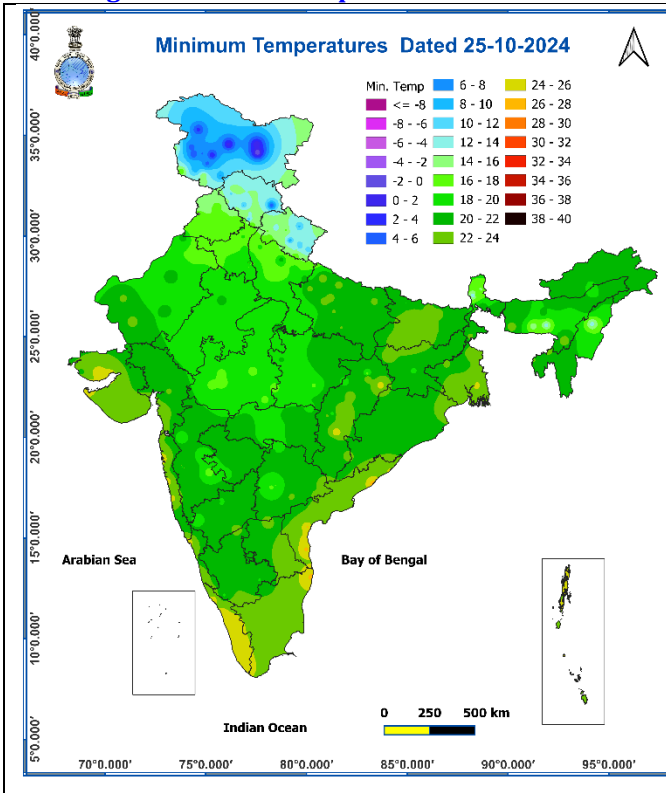 Minimum Temperatures Dated 25-10-2024
Min. Temp
<= -8
-8 - -6
-6 - -4
-4 - -2
-2 - 0
0 - 2
2 - 4
4 - 6
6 - 8
8 - 10
10 - 12
12 - 14
14 - 16
16 - 18
18 - 20
20 - 22
22 - 24
24 - 26
26 - 28
28 - 30
30 - 32
32 - 34
34 - 36
36 - 38
38 - 40
40°0.000'
35°0.000'
30°0.000'
25°0.000'
20°0.000'
15°0.000'
10°0.000'
5°0.000'
Arabian Sea
Bay of Bengal
Indian Ocean
0 250 500 km
70°0.000' 75°0.000' 80°0.000' 85°0.000' 90°0.000' 95°0.000'